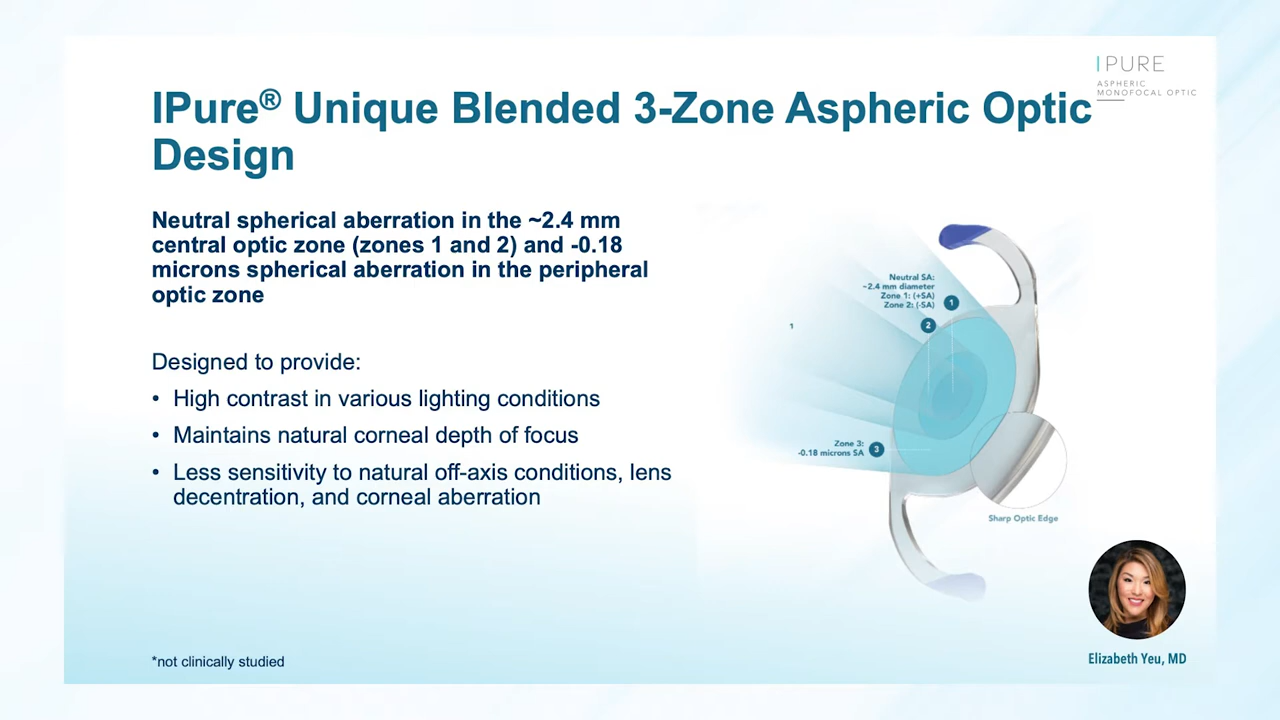 IPURE
ASPHERIC
MONOFOCAL OPTIC
IPure® Unique Blended 3-Zone Aspheric Optic
Design
Neutral spherical aberration in the ~2.4 mm
central optic zone (zones 1 and 2) and -0.18
microns spherical aberration in the peripheral
optic zone
Designed to provide:
• High contrast in various lighting conditions
• Maintains natural corneal depth of focus
• Less sensitivity to natural off-axis conditions, lens
decentration, and corneal aberration
*not clinically studied
Neutral SA:
~2.4 mm diameter
Zone 1: (+SA)
Zone 2: (-SA)
1
2
1
Zone 3:
-0.18 microns SA
3
Sharp Optic Edge
Elizabeth Yeu, MD